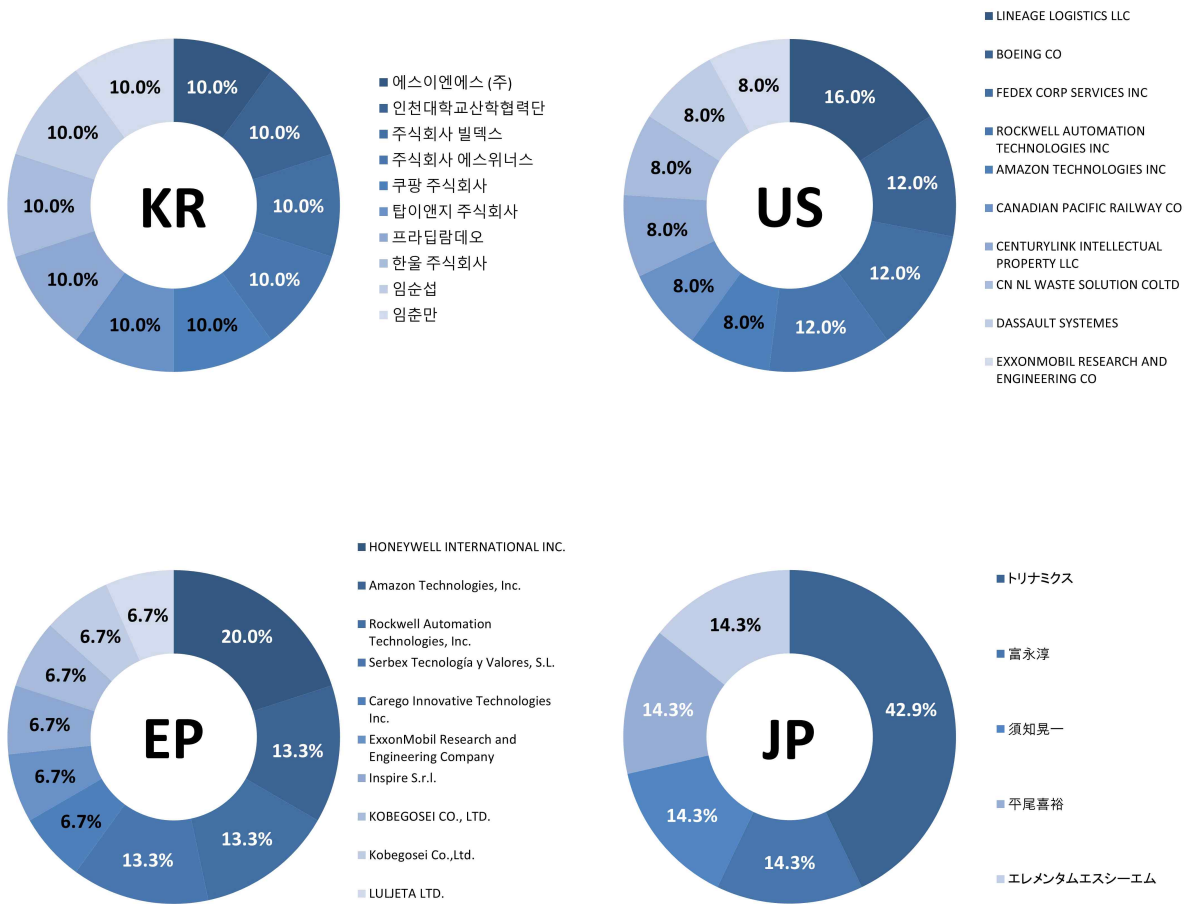 10.0%
10.0%
10.0%
10.0%
10.0%
10.0%
10.0%
10.0%
10.0%
10.0%
KR
에스이엔에스 (주)
인천대학교산학협력단
주식회사 빌덱스
주식회사 에스위너스
쿠팡 주식회사
탑이앤지 주식회사
프라딥람데오
한울 주식회사
임순섭
임춘만
16.0%
12.0%
12.0%
12.0%
8.0%
8.0%
8.0%
8.0%
8.0%
8.0%
US
LINEAGE LOGISTICS LLC
BOEING CO
FEDEX CORP SERVICES INC
ROCKWELL AUTOMATION
TECHNOLOGIES INC
AMAZON TECHNOLOGIES INC
CANADIAN PACIFIC RAILWAY CO
CENTURYLINK INTELLECTUAL
PROPERTY LLC
CN NL WASTE SOLUTION COLTD
DASSAULT SYSTEMES
EXXONMOBIL RESEARCH AND
ENGINEERING CO
20.0%
13.3%
13.3%
13.3%
6.7%
6.7%
6.7%
6.7%
6.7%
6.7%
EP
HONEYWELL INTERNATIONAL INC.
Amazon Technologies, Inc.
Rockwell Automation
Technologies, Inc.
Serbex Tecnología y Valores, S.L.
Carego Innovative Technologies
Inc.
ExxonMobil Research and
Engineering Company
Inspire S.r.l.
KOBEGOSEI CO., LTD.
Kobegosei Co.,Ltd.
LULJETA LTD.
42.9%
14.3%
14.3%
14.3%
14.3%
JP
トリナミクス
富永淳
須知晃一
平尾喜裕
エレメンタムエスシーエム